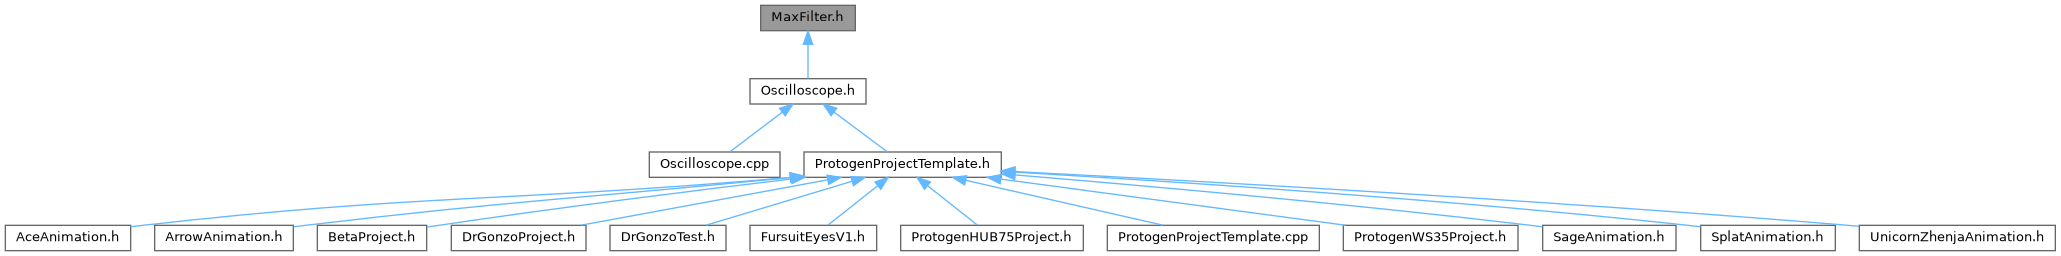 MaxFilter.h
Oscilloscope.h
Oscilloscope.cpp
ProtogenProjectTemplate.h
AceAnimation.h
ArrowAnimation.h
BetaProject.h
DrGonzoProject.h
DrGonzoTest.h
FursuitEyesV1.h
ProtogenHUB75Project.h
ProtogenProjectTemplate.cpp
ProtogenWS35Project.h
SageAnimation.h
SplatAnimation.h
UnicornZhenjaAnimation.h